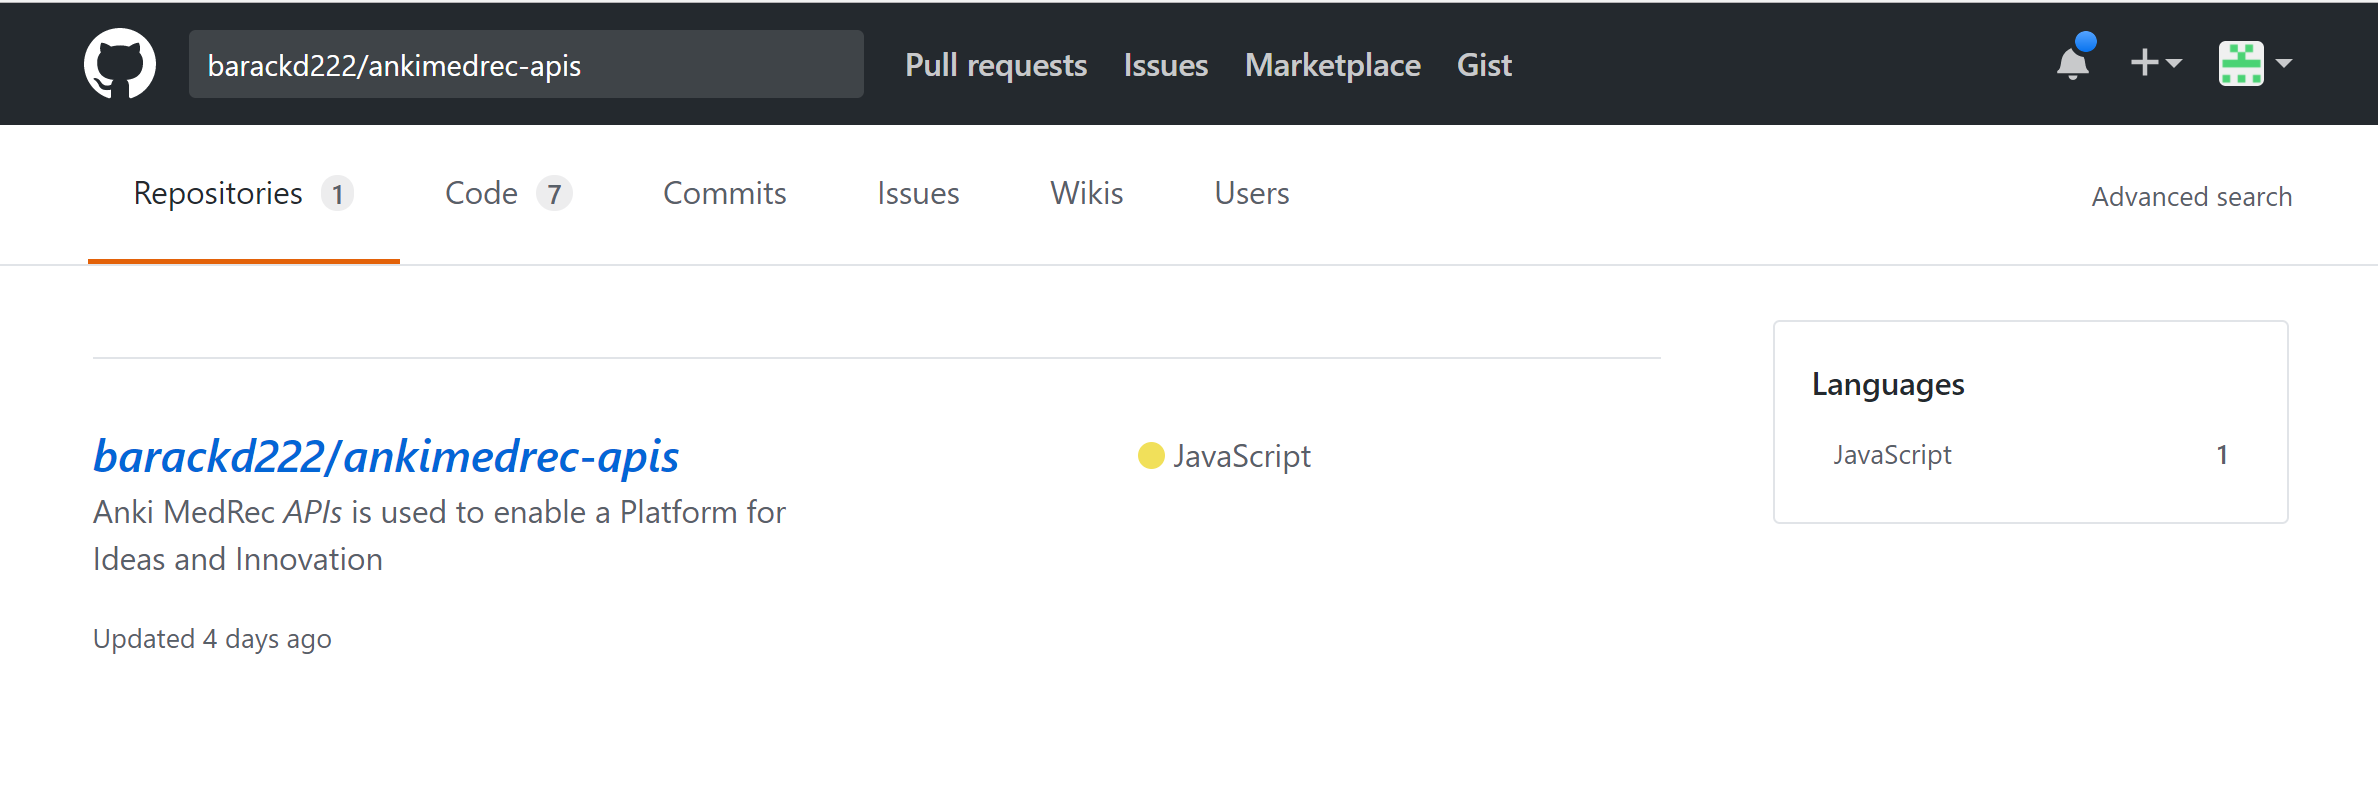 barackd222/ankimedrec-apis Pull requests Issues Marketplace Gist
Repositories 1 Code 7 Commits Issues Wikis Users Advanced search
Languages
barackd222/ankimedrec-apis JavaScript JavaScript 1
Anki MedRec APIs is used to enable a Platform for
Ideas and Innovation
Updated 4 days ago